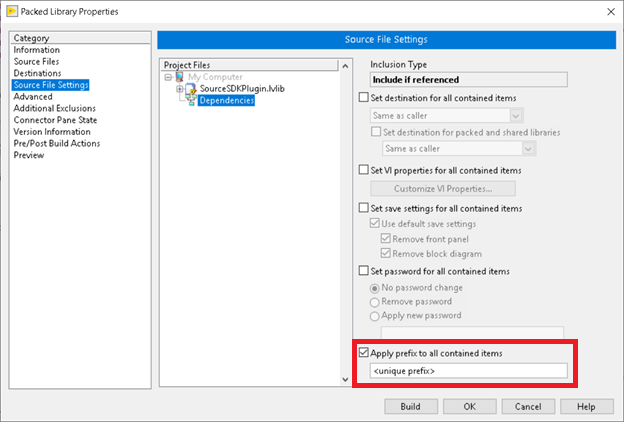 Packed Library Properties
Category
Information
Source Files
Destinations
Source File Settings
Advanced
Additional Exclusions
Connector Pane State
Version Information
Pre/Post Build Actions
Preview
Source File Settings
Project Files
My Computer
SourceSDKPlugin.lvlib
Dependencies
Inclusion Type
Include if referenced
Set destination for all contained items
Same as caller
Set destination for packed and shared libraries
Same as caller
Set VI properties for all contained items
Customize VI Properties...
Set save settings for all contained items
Use default save settings
Remove front panel
Remove block diagram
Set password for all contained items
No password change
Remove password
Apply new password
Apply prefix to all contained items
<unique prefix>
Build OK Cancel Help